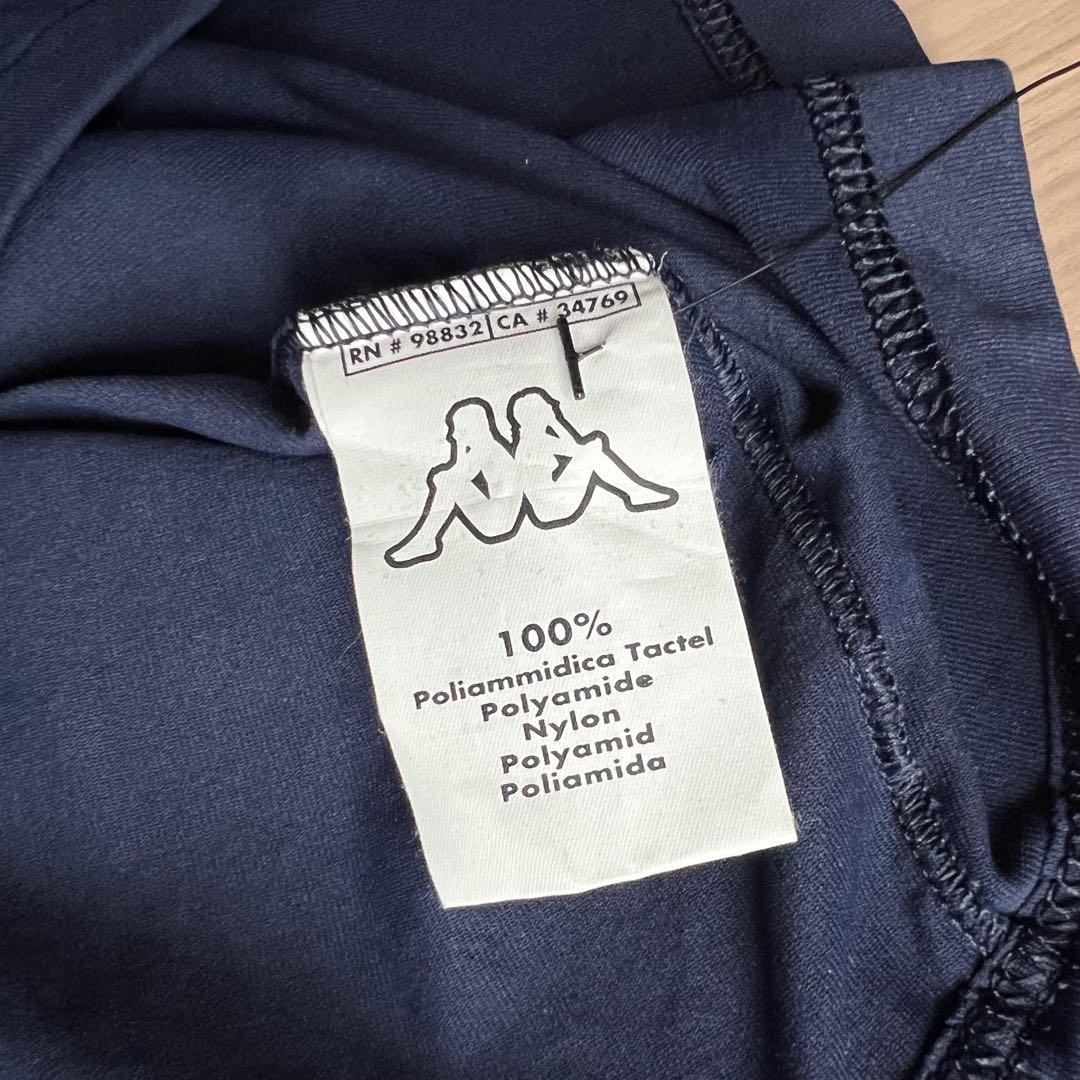 RN # 98832 CA # 34769
100%
Poliammidica Tactel
Polyamide
Nylon
Polyamid
Poliamida